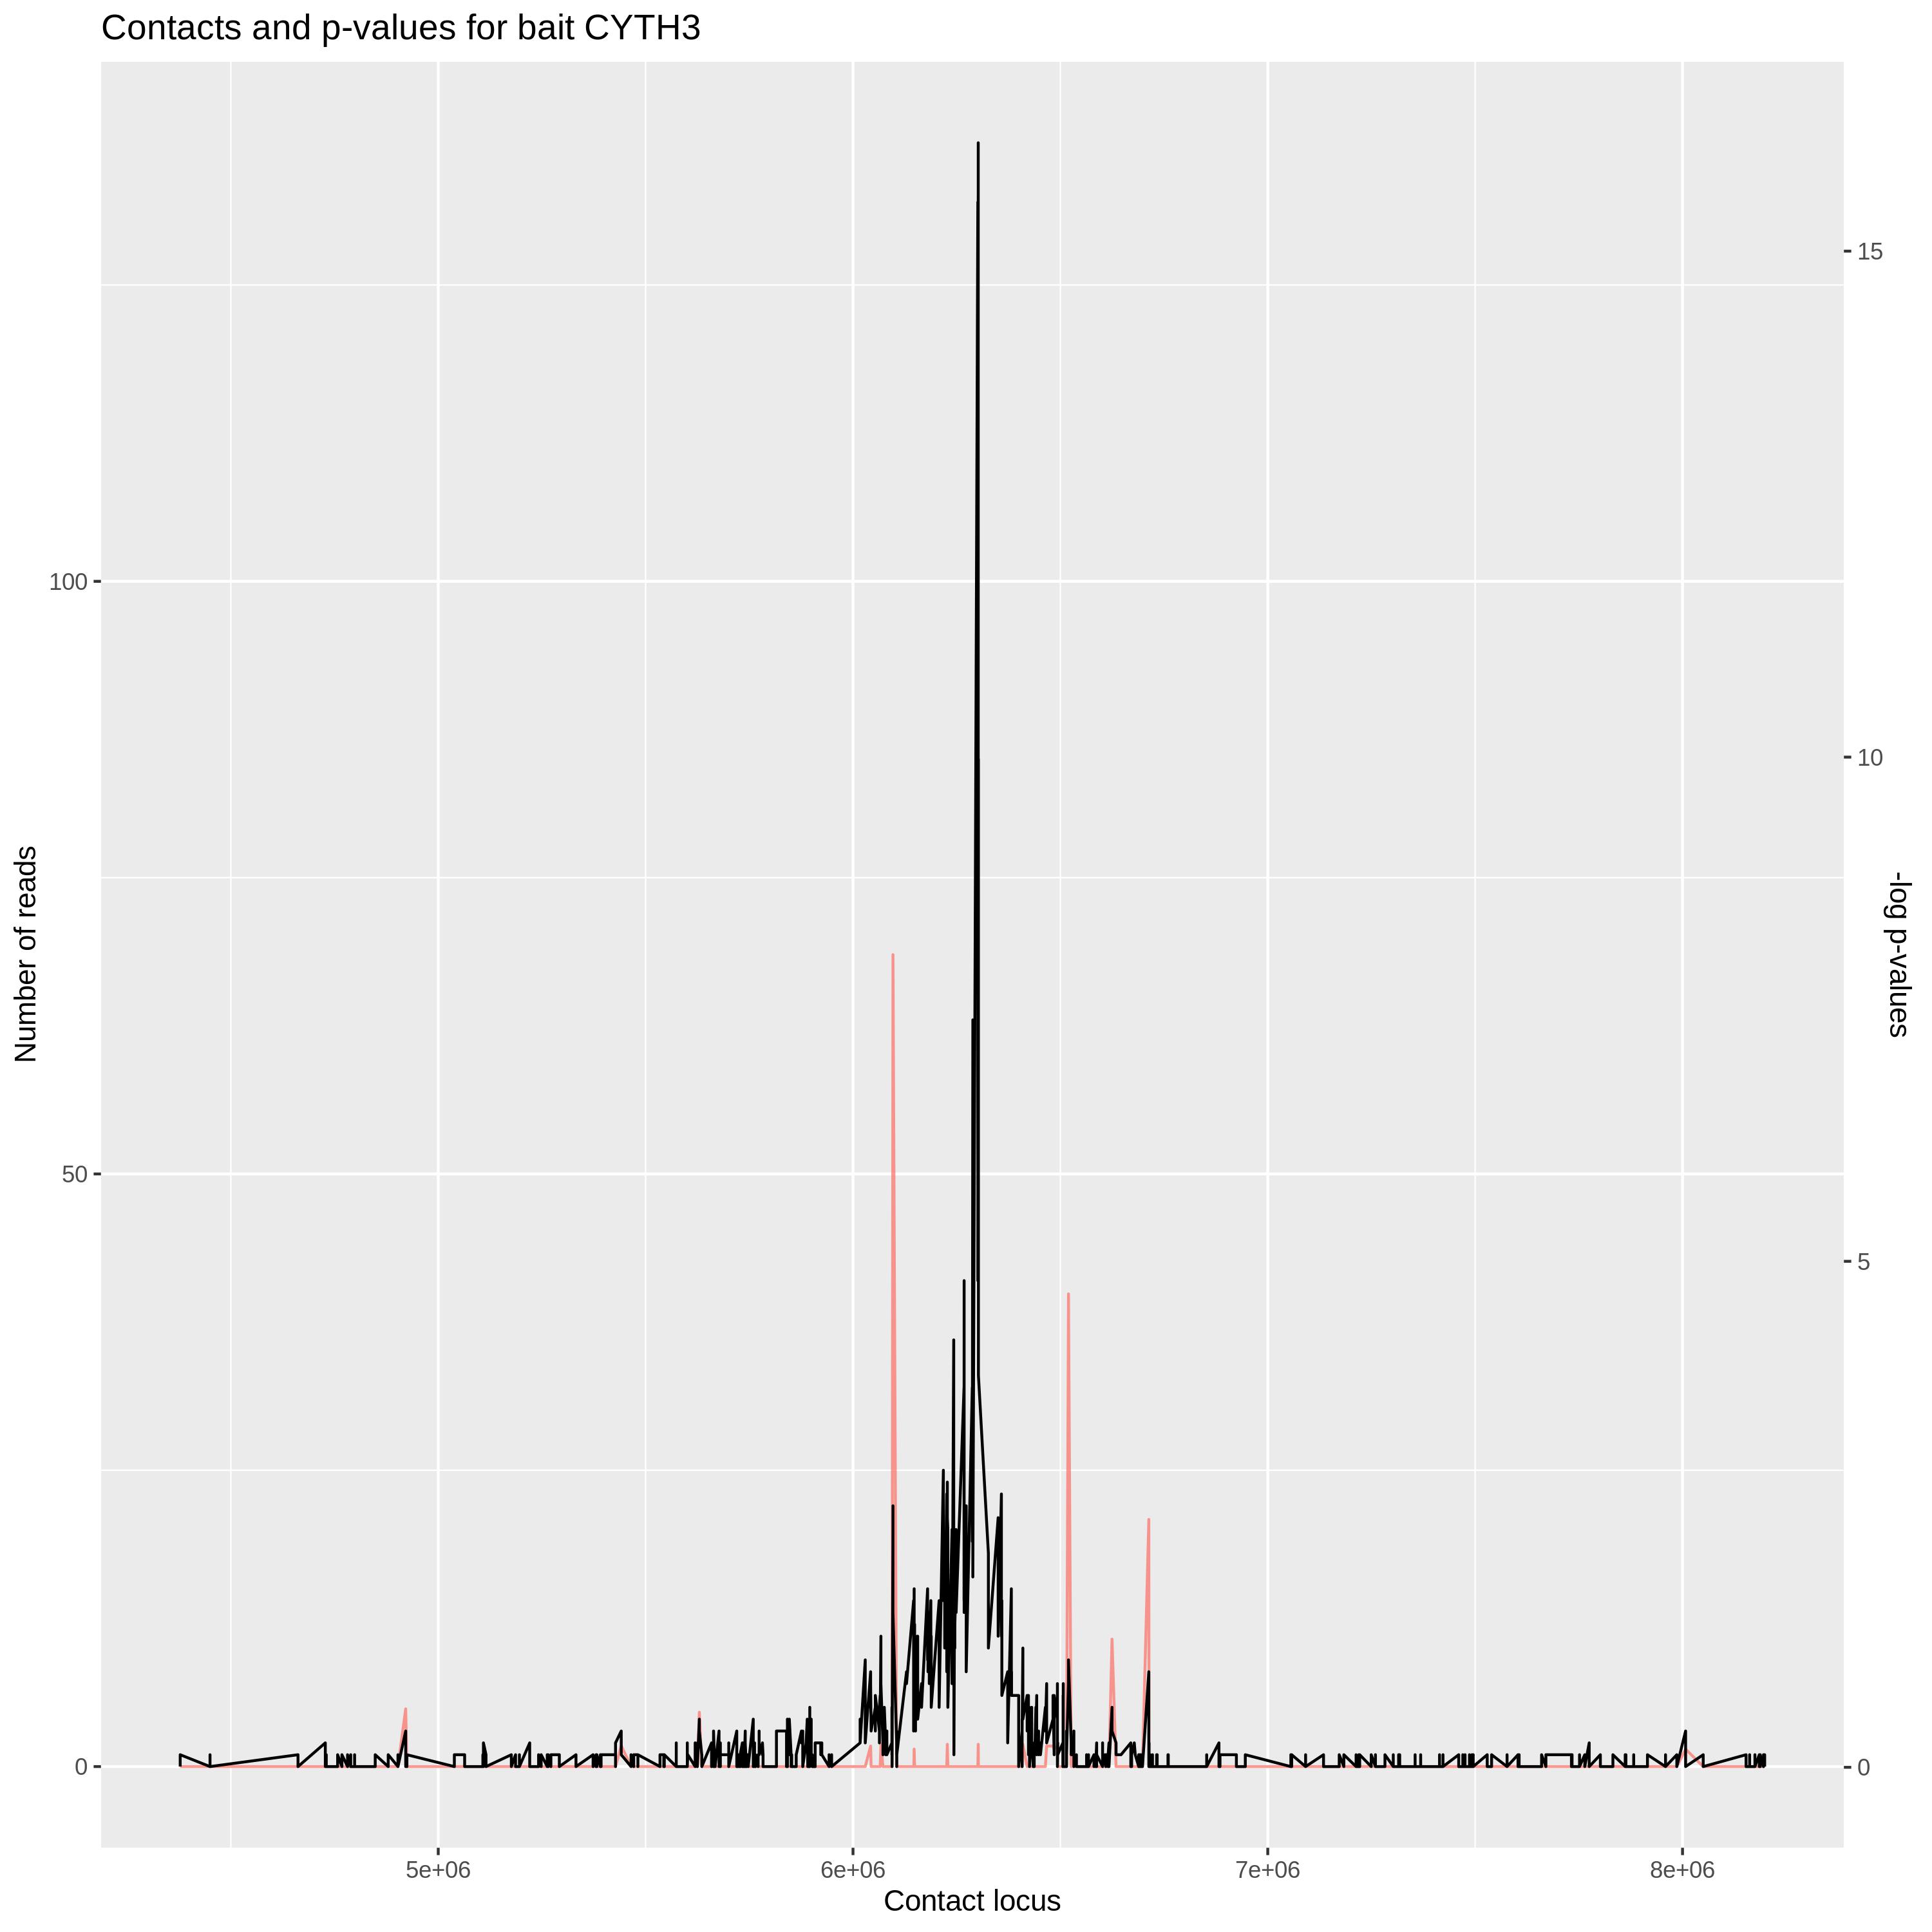 Contacts and p-values for bait CYTH3
Number of reads
100
50
0
15
10
5
0
-log p-values
5e+06
6e+06
7e+06
8e+06
Contact locus